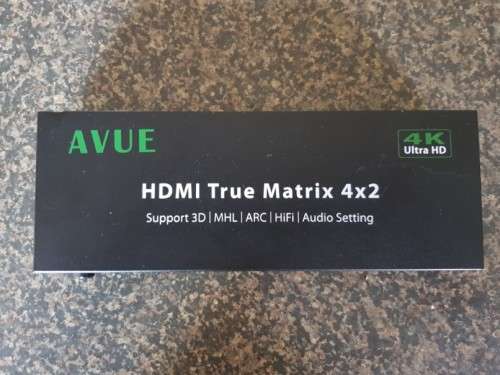 AVUE
4K
Ultra HD
HDMI True Matrix 4x2
Support 3D | MHL | ARC | HiFi | Audio Setting